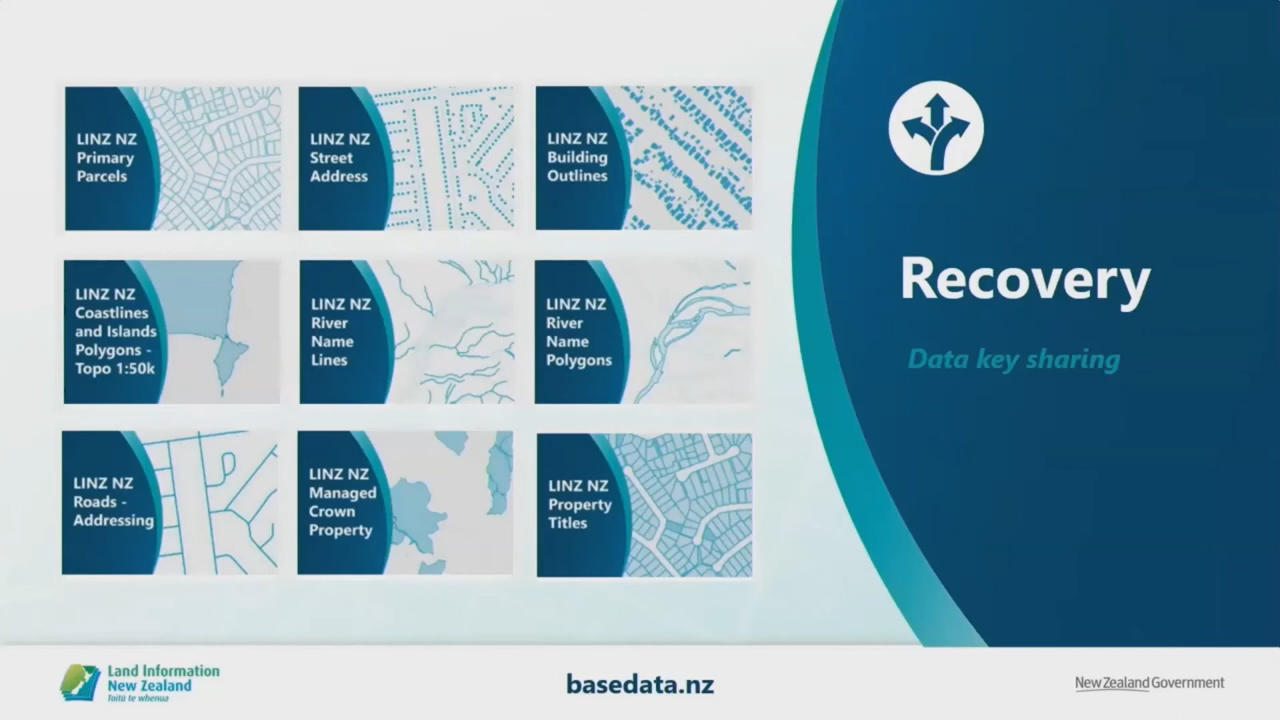 LINZ NZ
Primary
Parcels
LINZ NZ
Street
Address
LINZ NZ
Building
Outlines
LINZ NZ
Coastlines
and Islands
Polygons -
Topo 1:50k
LINZ NZ
River
Name
Lines
LINZ NZ
River
Name
Polygons
LINZ NZ
Roads -
Addressing
LINZ NZ
Managed
Crown
Property
LINZ NZ
Property
Titles
Recovery
Data key sharing
Land Information
New Zealand
Toitū te whenua
basedata.nz
New Zealand Government